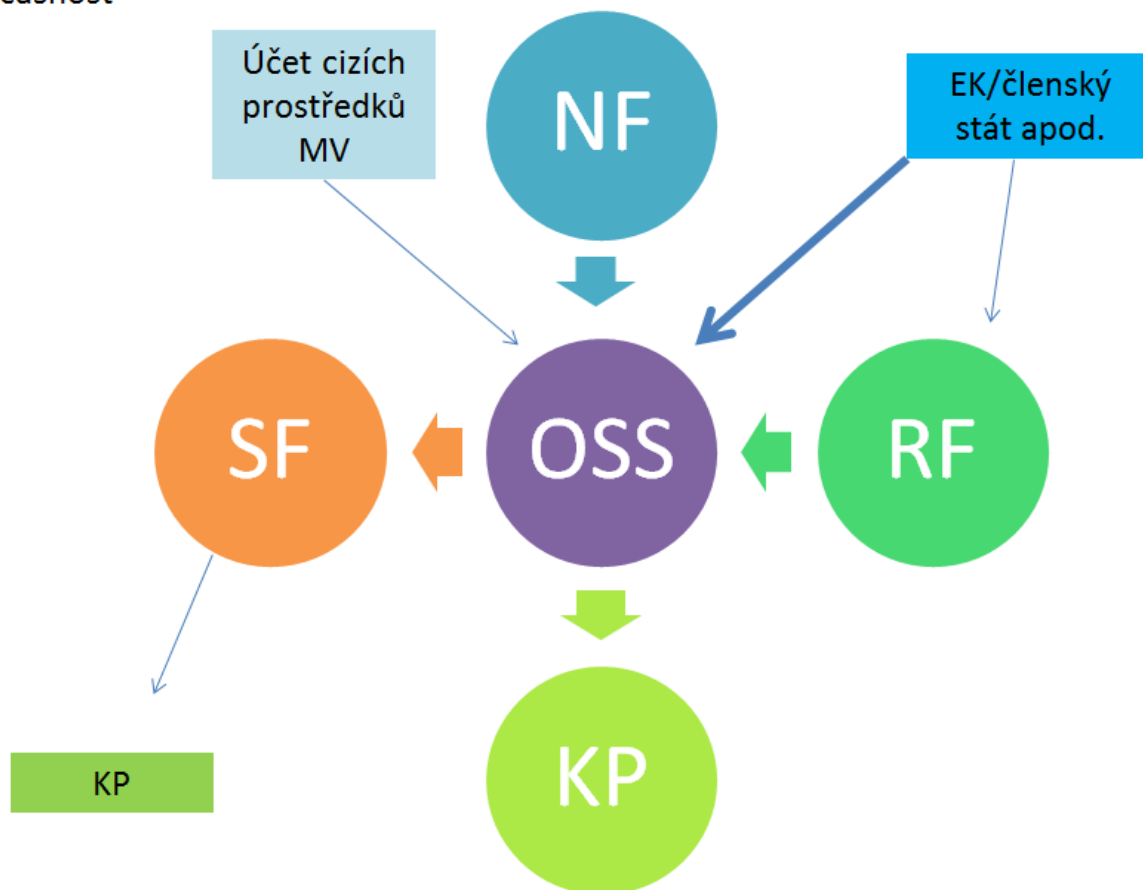 Účet cizích
prostředků
MV
NF
EK/členský
stát apod.
SF
OSS
RF
KP
KP